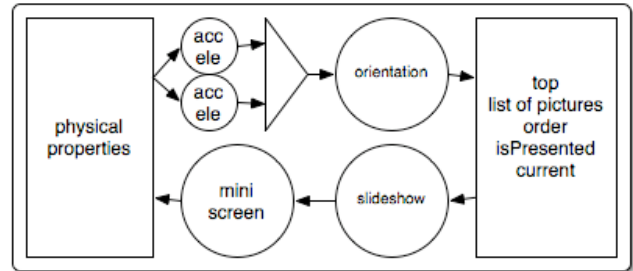 physical
properties
acc
ele
acc
ele
orientation
top
list of pictures
order
isPresented
current
slideshow
mini
screen